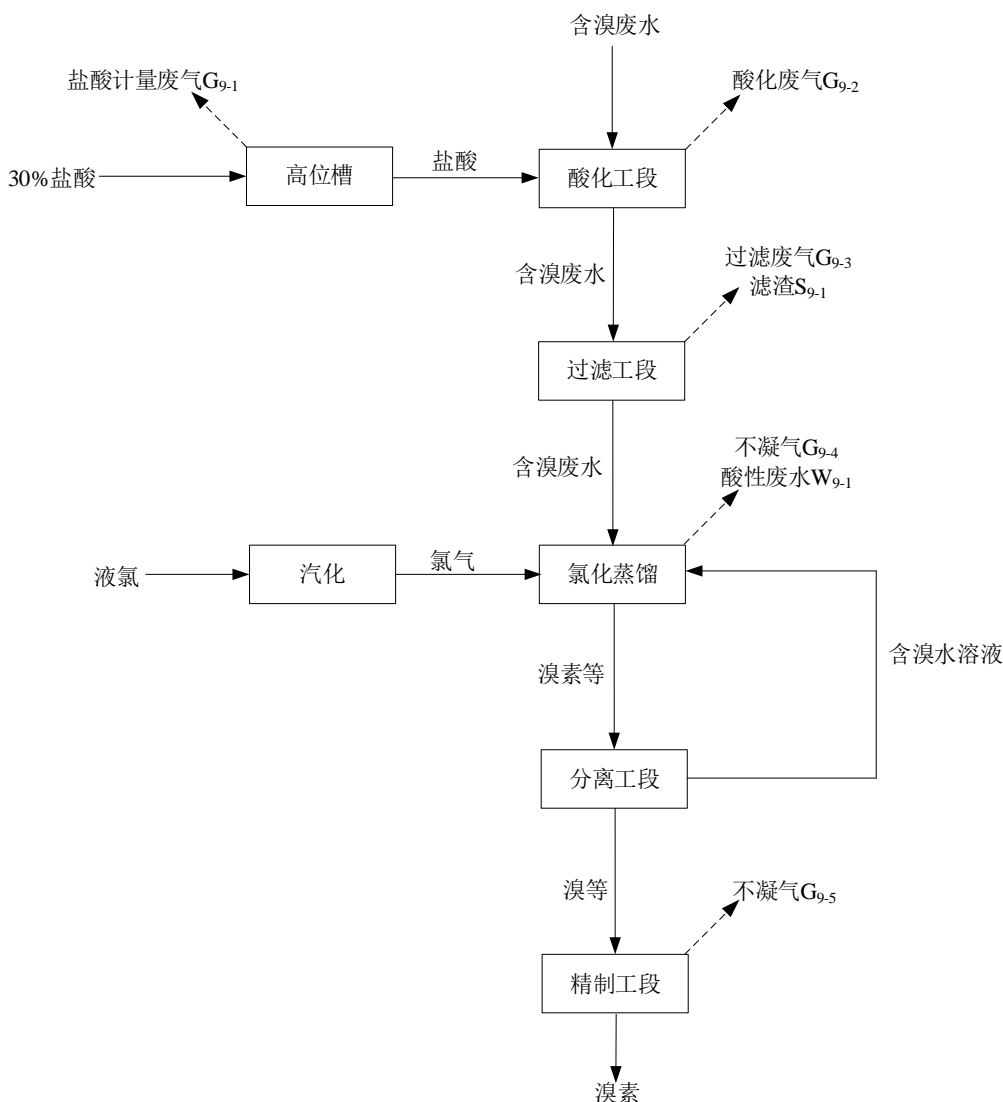 含溴废水
盐酸计量废气G9-1
酸化废气G9-2
30%盐酸
高位槽
盐酸
酸化工段
含溴废水
过滤废气G9-3
滤渣S9-1
过滤工段
含溴废水
不凝气G9-4
酸性废水W9-1
液氯
汽化
氯气
氯化蒸馏
含溴水溶液
溴素等
分离工段
溴等
不凝气G9-5
精制工段
溴素